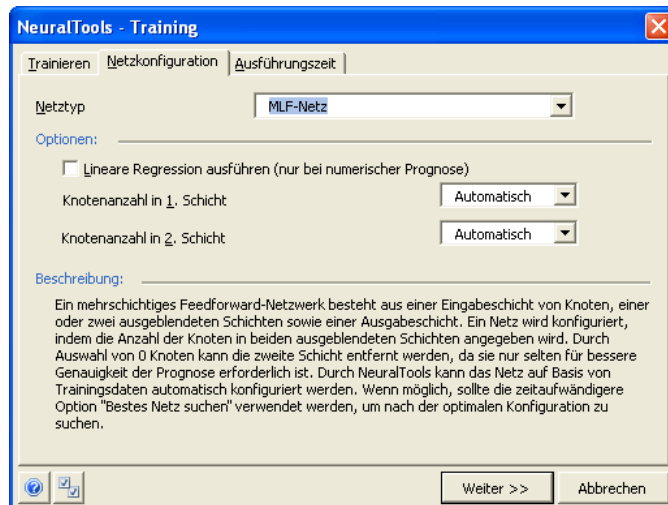 NeuralTools - Training
Trainieren Netzkonfiguration Ausführungszeit
Netztyp MLF-Netz
Optionen:
Lineare Regression ausführen (nur bei numerischer Prognose)
Knotenanzahl in 1. Schicht Automatisch
Knotenanzahl in 2. Schicht Automatisch
Beschreibung:
Ein mehrschichtiges Feedforward-Netzwerk besteht aus einer Eingabeschicht von Knoten, einer
oder zwei ausgeblendeten Schichten sowie einer Ausgabeschicht. Ein Netz wird konfiguriert,
indem die Anzahl der Knoten in beiden ausgeblendeten Schichten angegeben wird. Durch
Auswahl von 0 Knoten kann die zweite Schicht entfernt werden, da sie nur selten für bessere
Genauigkeit der Prognose erforderlich ist. Durch NeuralTools kann das Netz auf Basis von
Trainingsdaten automatisch konfiguriert werden. Wenn möglich, sollte die zeitaufwändigere
Option "Bestes Netz suchen" verwendet werden, um nach der optimalen Konfiguration zu
suchen.
Weiter >> Abbrechen